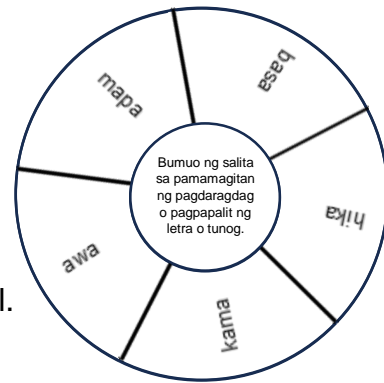 mapa
basa
hika
kama
awa
Bumuo ng salita
sa pamamagitan
ng pagdaragdag
o pagpapalit ng
letra o tunog.
l.